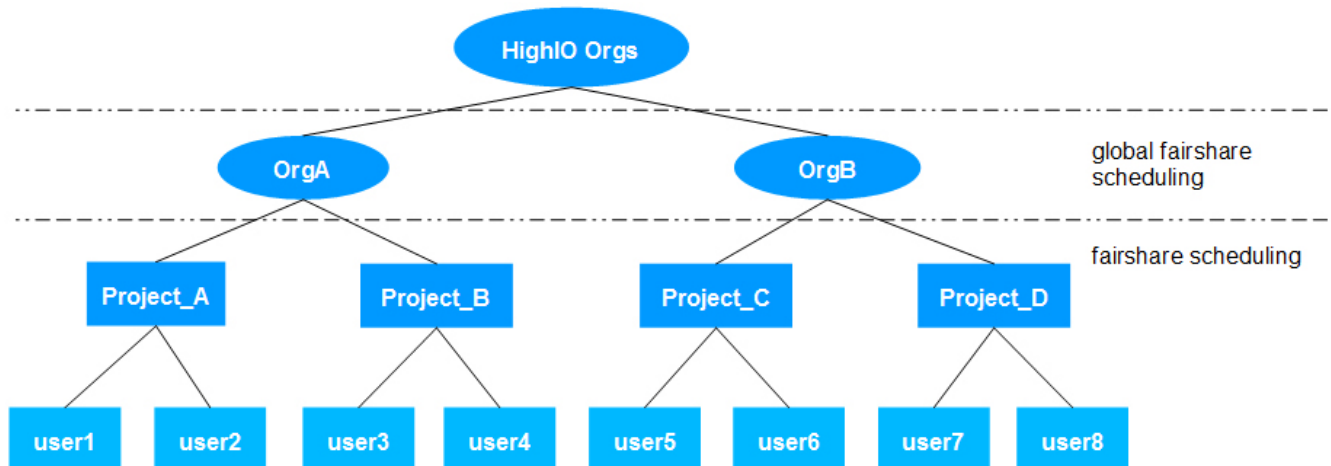 HighIO Orgs
OrgA
OrgB
global fairshare
scheduling
fairshare scheduling
Project_A
Project_B
Project_C
Project_D
user1
user2
user3
user4
user5
user6
user7
user8